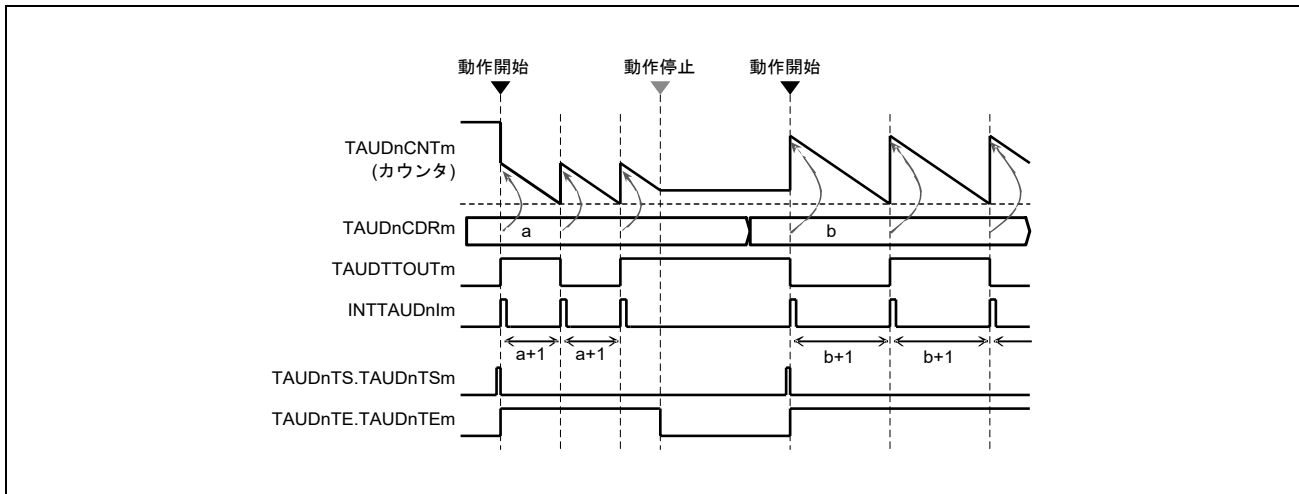 動作開始 動作停止 動作開始
TAUDnCNTm
(カウンタ)
TAUDnCDRm a b
TAUDTTOUTm
INTTAUDnIm
a+1 a+1 b+1 b+1
TAUDnTS.TAUDnTSm
TAUDnTE.TAUDnTEm